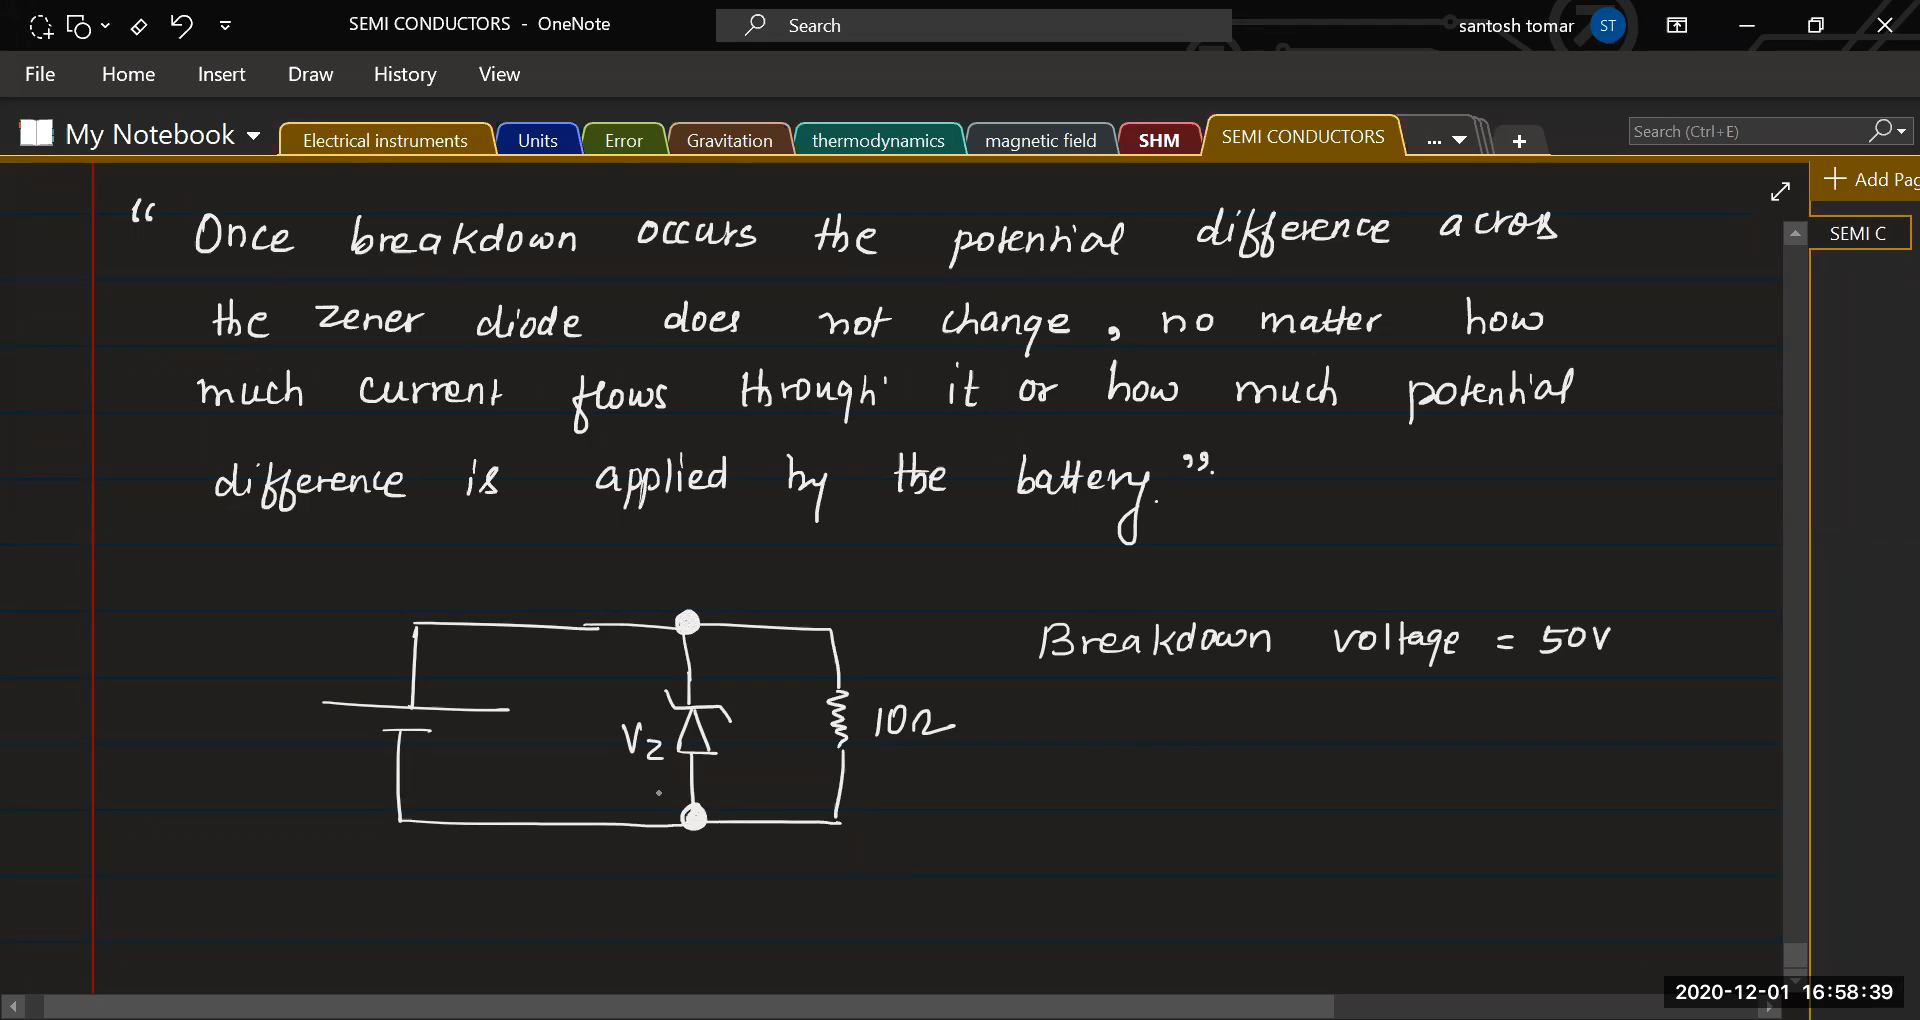 SEMI CONDUCTORS - OneNote
Search
santosh tomar
ST
File Home Insert Draw History View
My Notebook
Electrical instruments
Units
Error
Gravitation
thermodynamics
magnetic field
SHM
SEMI CONDUCTORS
...
Search (Ctrl+E)
Add Pag
SEMI C
“ Once breakdown occurs the potential difference across
the zener diode does not change, no matter how
much current flows through it or how much potential
difference is applied by the battery.”
Breakdown voltage = 50V
Vz
10Ω
2020-12-01 16:58:39